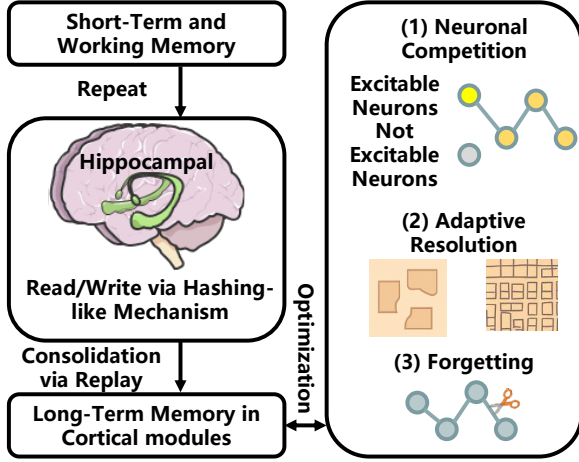 Short-Term and
Working Memory
Repeat
Hippocampal
Read/Write via Hashing-
like Mechanism
Consolidation
via Replay
Long-Term Memory in
Cortical modules
Optimization
(1) Neuronal
Competition
Excitable
Neurons
Not
Excitable
Neurons
(2) Adaptive
Resolution
(3) Forgetting